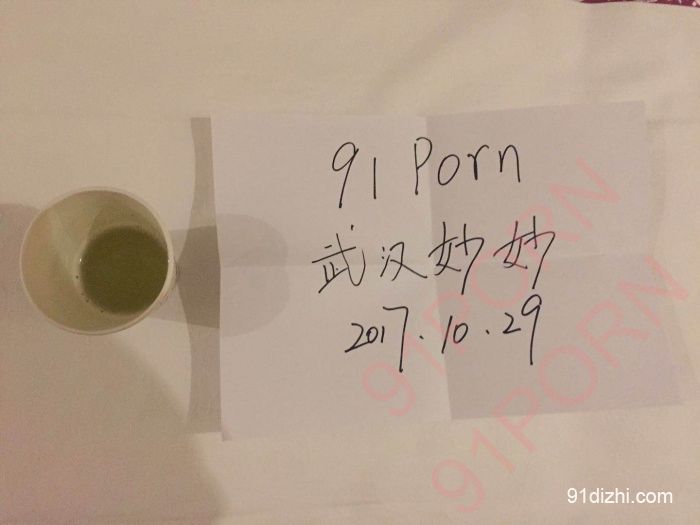 91 Porn
武汉妙妙
2017.10.29
91PORN
91PORN
91dizhi.com